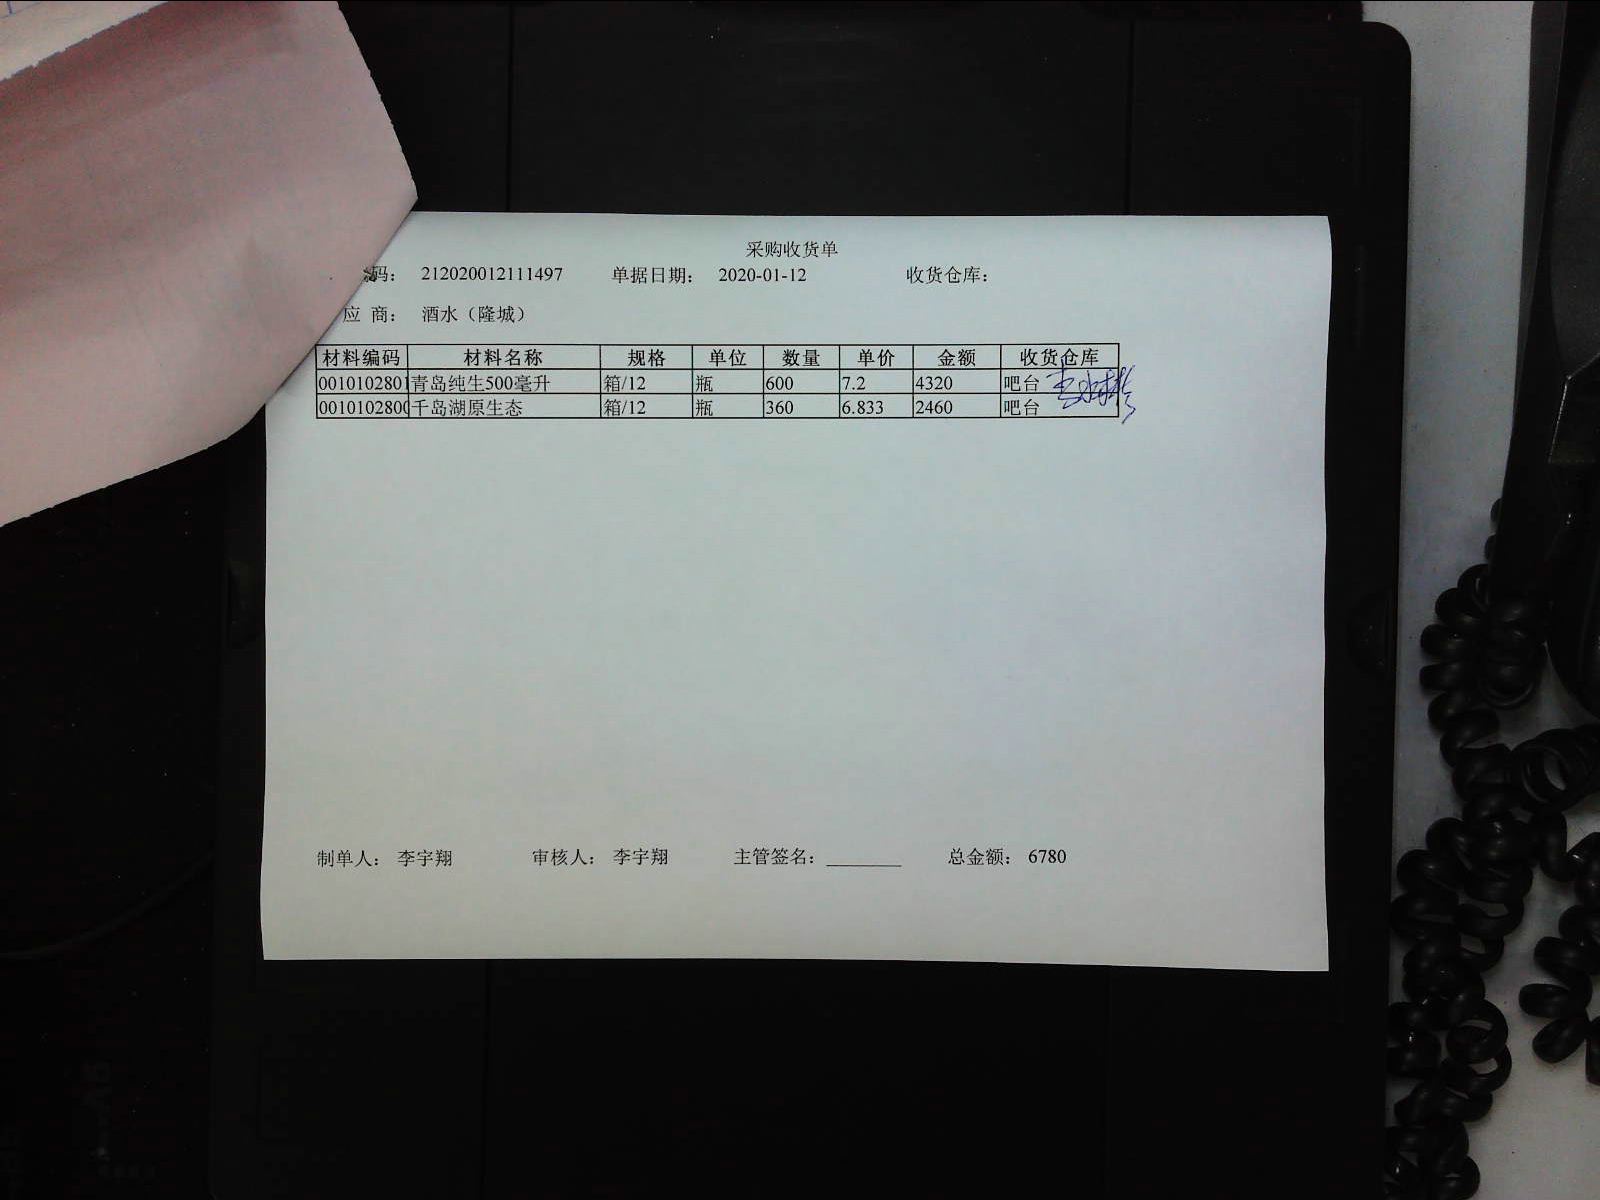 采购收货单
码： 212020012111497 单据日期： 2020-01-12 收货仓库：
应 商： 酒水（隆城）
材料编码 材料名称 规格 单位 数量 单价 金额 收货仓库
0010102801 青岛纯生500毫升 箱/12 瓶 600 7.2 4320 吧台
0010102800 千岛湖原生态 箱/12 瓶 360 6.833 2460 吧台
制单人： 李宇翔 审核人： 李宇翔 主管签名： ________ 总金额： 6780